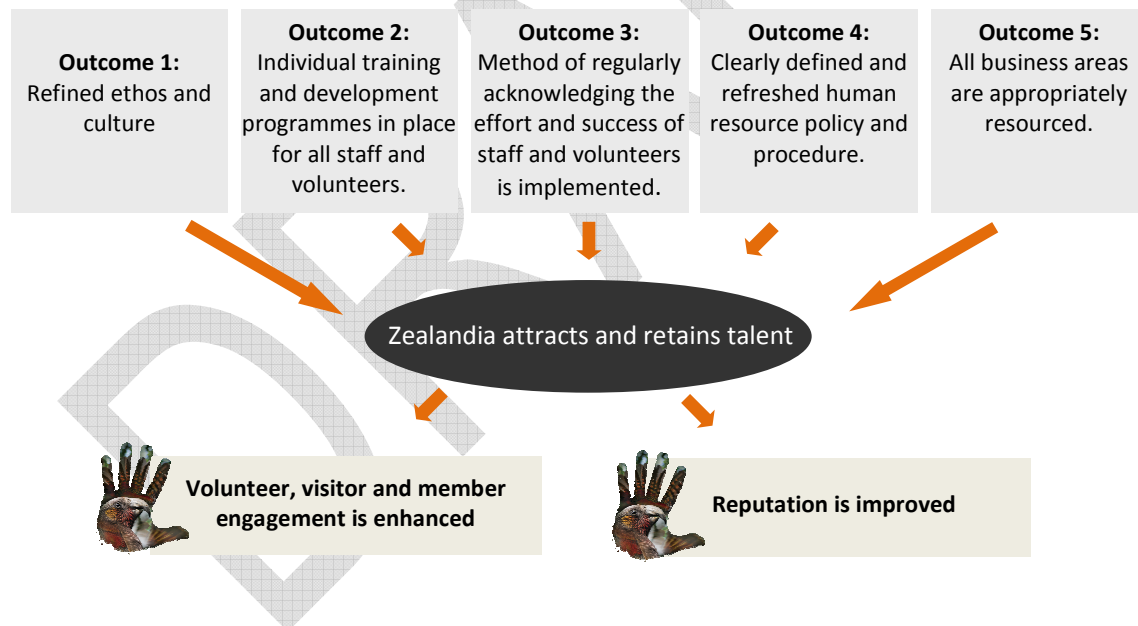 Outcome 1:
Refined ethos and
culture
Outcome 2:
Individual training
and development
programmes in place
for all staff and
volunteers.
Outcome 3:
Method of regularly
acknowledging the
effort and success of
staff and volunteers
is implemented.
Outcome 4:
Clearly defined and
refreshed human
resource policy and
procedure.
Outcome 5:
All business areas
are appropriately
resourced.
Zealandia attracts and retains talent
Volunteer, visitor and member
engagement is enhanced
Reputation is improved